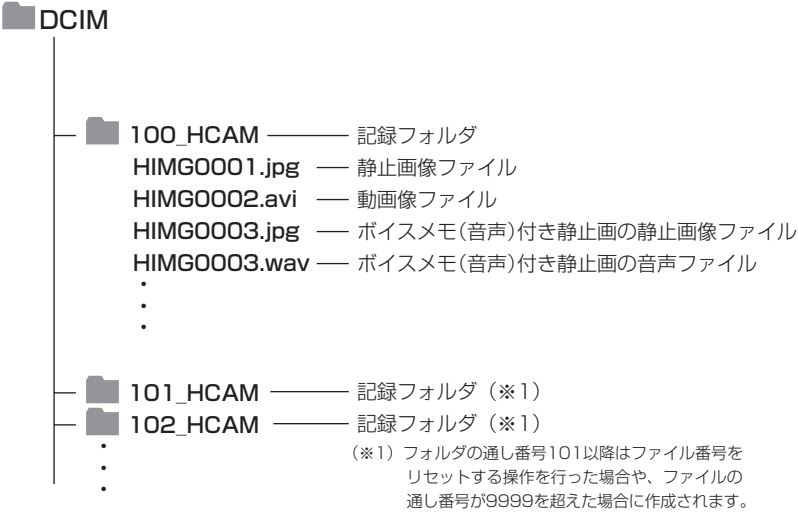 DCIM
100_HCAM 記録フォルダ
HIMG0001.jpg 静止画像ファイル
HIMG0002.avi 動画像ファイル
HIMG0003.jpg ボイスメモ(音声)付き静止画の静止画像ファイル
HIMG0003.wav ボイスメモ(音声)付き静止画の音声ファイル
・
・
・
101_HCAM 記録フォルダ（※1）
102_HCAM 記録フォルダ（※1）
・
・
・
（※1）フォルダの通し番号101以降はファイル番号を
リセットする操作を行った場合や、ファイルの
通し番号が9999を超えた場合に作成されます。